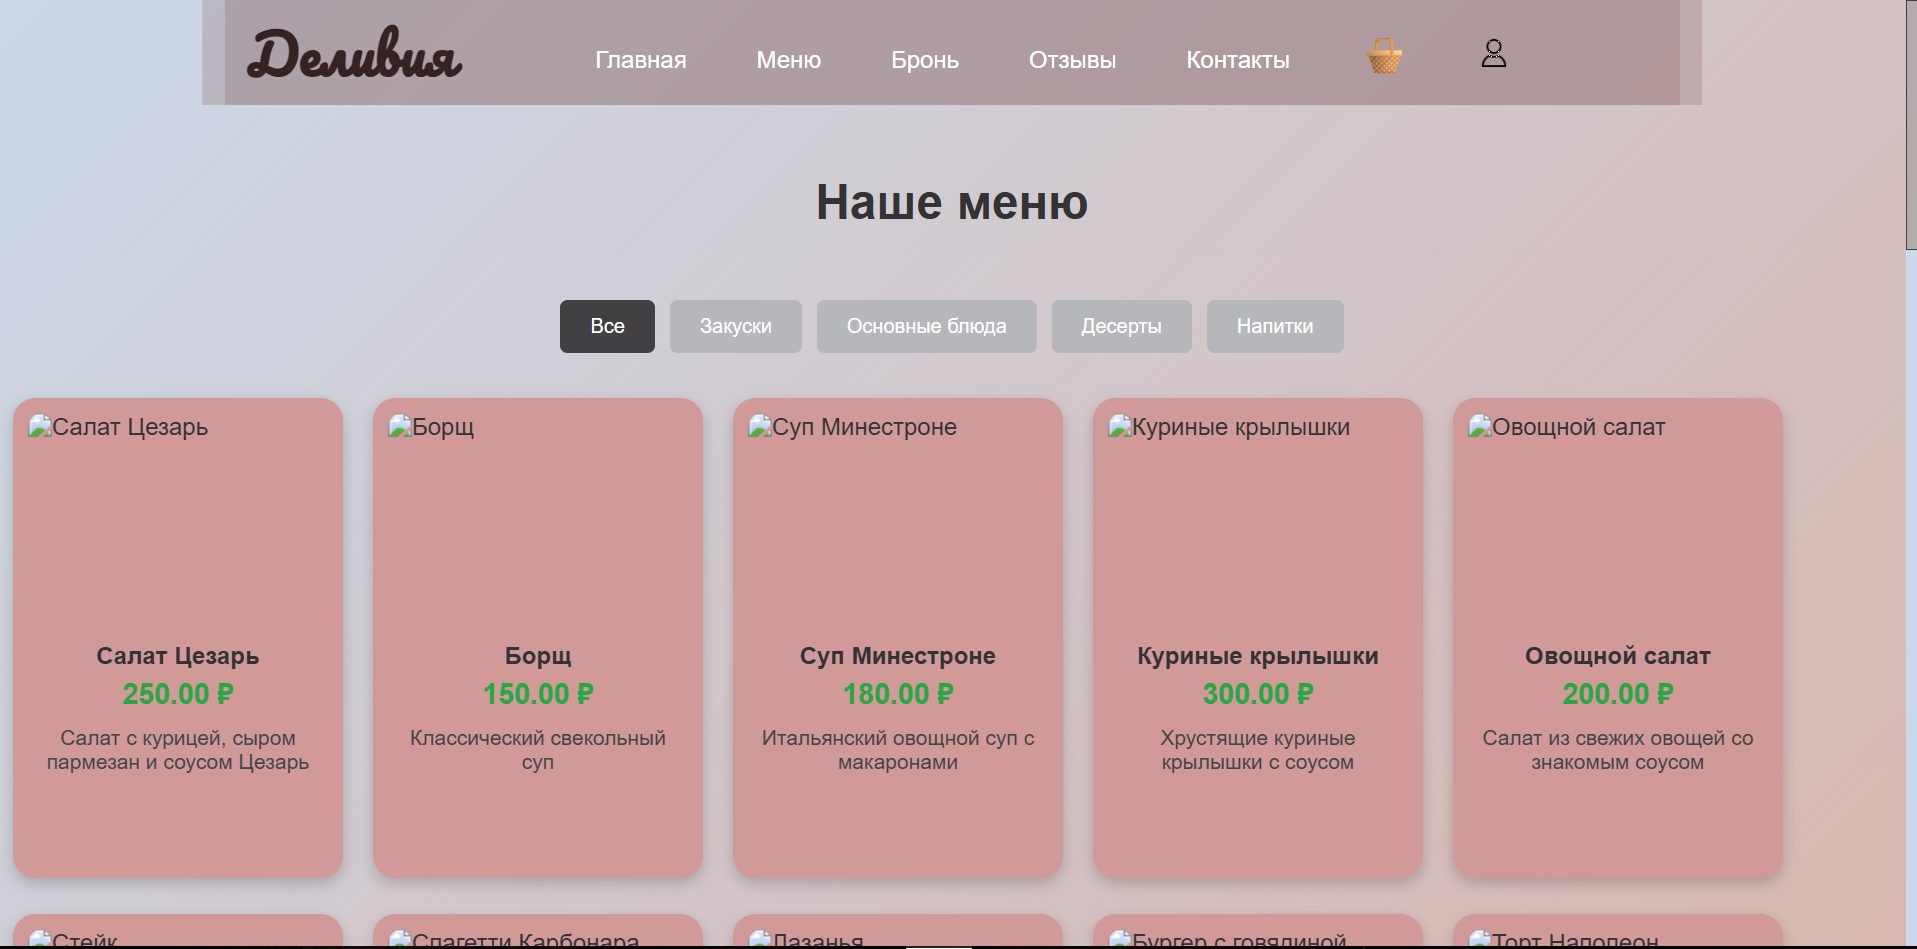 Деливия
Главная
Меню
Бронь
Отзывы
Контакты
Наше меню
Все
Закуски
Основные блюда
Десерты
Напитки
Салат Цезарь
Салат Цезарь
250.00 ₽
Салат с курицей, сыром
пармезан и соусом Цезарь
Борщ
Борщ
150.00 ₽
Классический свекольный
суп
Суп Минестроне
Суп Минестроне
180.00 ₽
Итальянский овощной суп с
макаронами
Куриные крылышки
Куриные крылышки
300.00 ₽
Хрустящие куриные
крылышки с соусом
Овощной салат
Овощной салат
200.00 ₽
Салат из свежих овощей со
знакомым соусом
Стейк
Спагетти Карбонара
Лазанья
Бургер с говядиной
Торт Наполеон